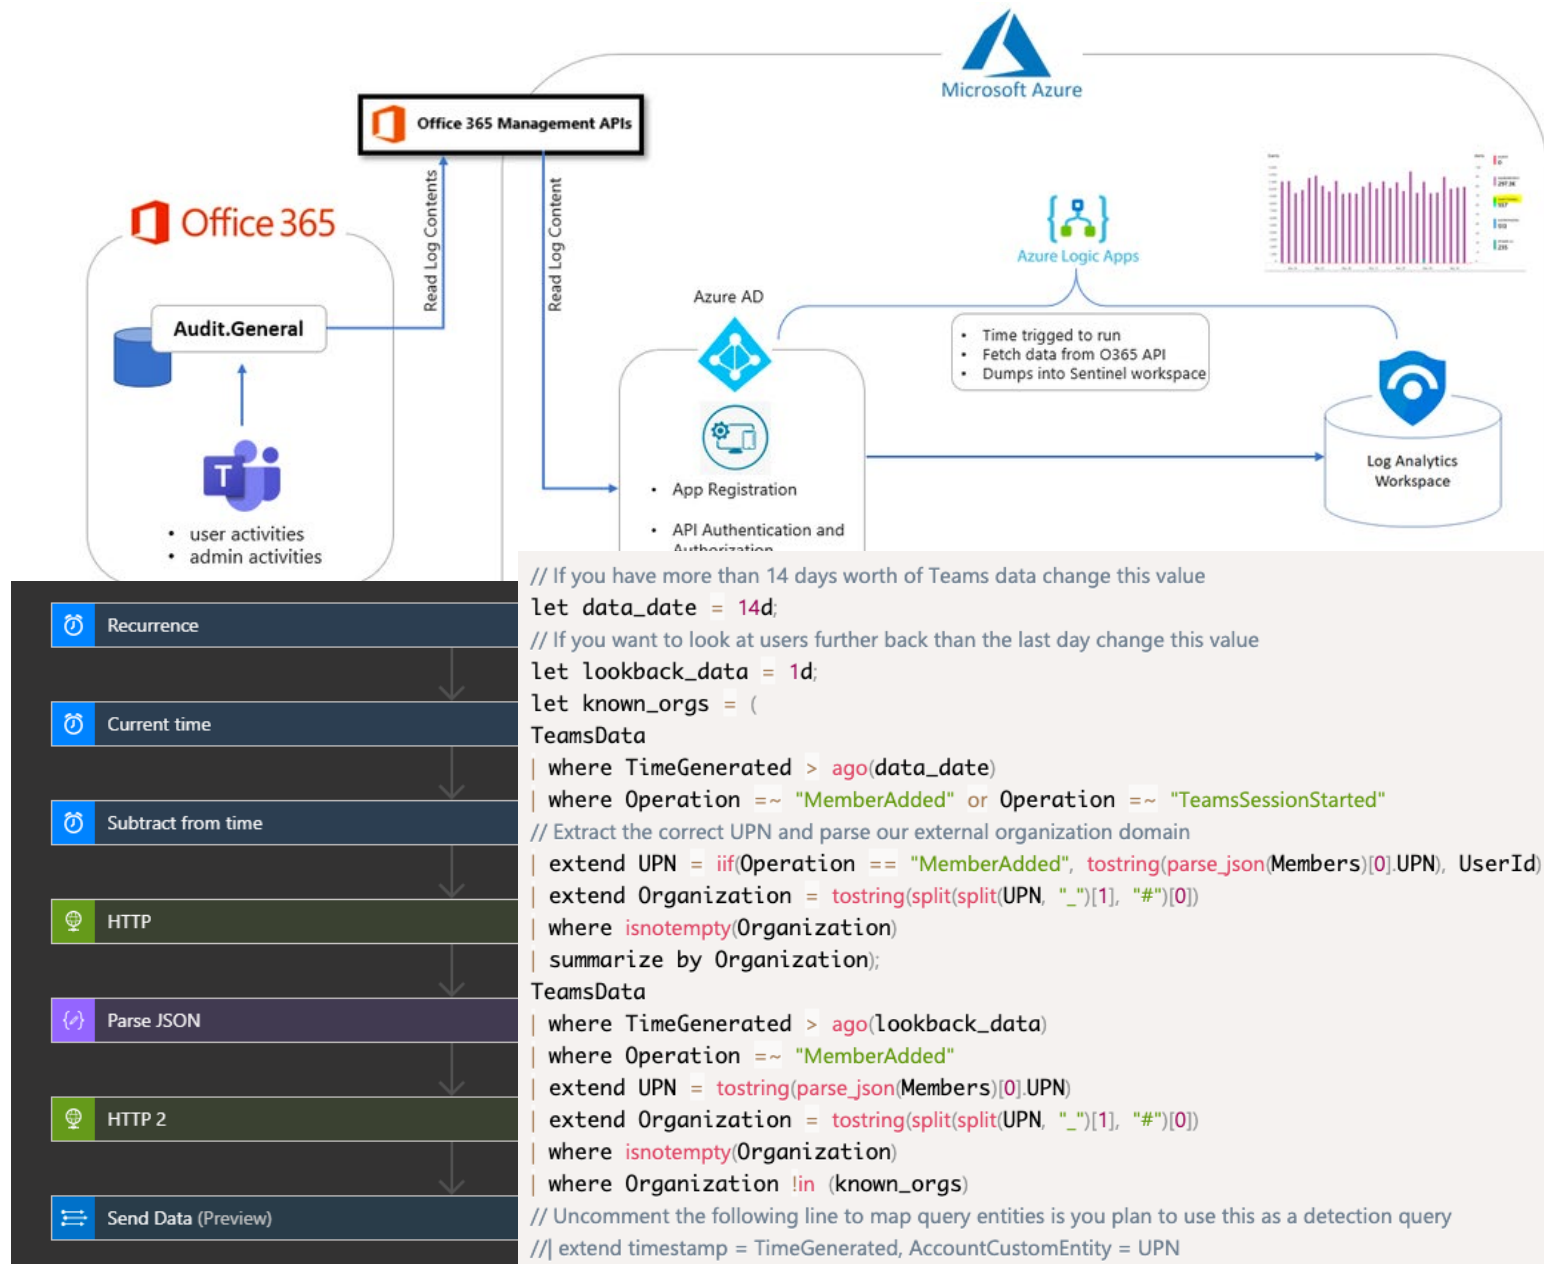 Microsoft Azure
Office 365 Management APIs
Read Log Contents
Read Log Content
Office 365
Audit.General
T
• user activities
• admin activities
Azure AD
• App Registration
• API Authentication and
Authorization
Azure Logic Apps
• Time trigged to run
• Fetch data from O365 API
• Dumps into Sentinel workspace
Log Analytics
Workspace
Recurrence
Current time
Subtract from time
HTTP
Parse JSON
HTTP 2
Send Data (Preview)
// If you have more than 14 days worth of Teams data change this value
let data_date = 14d;
// If you want to look at users further back than the last day change this value
let lookback_data = 1d;
let known_orgs = (
TeamsData
| where TimeGenerated > ago(data_date)
| where Operation =~ "MemberAdded" or Operation =~ "TeamsSessionStarted"
// Extract the correct UPN and parse our external organization domain
| extend UPN = iif(Operation == "MemberAdded", tostring(parse_json(Members)[0].UPN), UserId)
| extend Organization = tostring(split(split(UPN, "_")[1], "#")[0])
| where isnotempty(Organization)
| summarize by Organization);
TeamsData
| where TimeGenerated > ago(lookback_data)
| where Operation =~ "MemberAdded"
| extend UPN = tostring(parse_json(Members)[0].UPN)
| extend Organization = tostring(split(split(UPN, "_")[1], "#")[0])
| where isnotempty(Organization)
| where Organization !in (known_orgs)
// Uncomment the following line to map query entities is you plan to use this as a detection query
//| extend timestamp = TimeGenerated, AccountCustomEntity = UPN